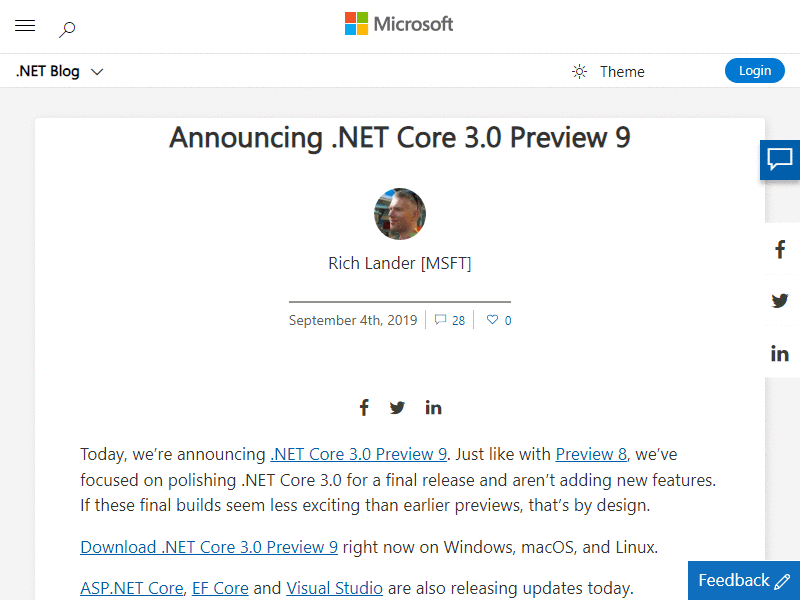 Microsoft
.NET Blog
Theme
Login
Announcing .NET Core 3.0 Preview 9
Rich Lander [MSFT]
September 4th, 2019
28
0
Today, we’re announcing .NET Core 3.0 Preview 9. Just like with Preview 8, we’ve
focused on polishing .NET Core 3.0 for a final release and aren’t adding new features.
If these final builds seem less exciting than earlier previews, that’s by design.
Download .NET Core 3.0 Preview 9 right now on Windows, macOS, and Linux.
ASP.NET Core, EF Core and Visual Studio are also releasing updates today.
Feedback